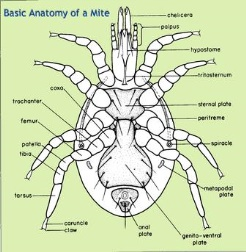 Basic Anatomy of a Mite
chelicera
palpus
hypostome
tritosternum
coxa
sternal plate
trochanter
peritreme
femur
patella
spiracle
tibia
metapodal
plate
tarsus
caruncle
claw
anal
plate
genito-ventral
plate